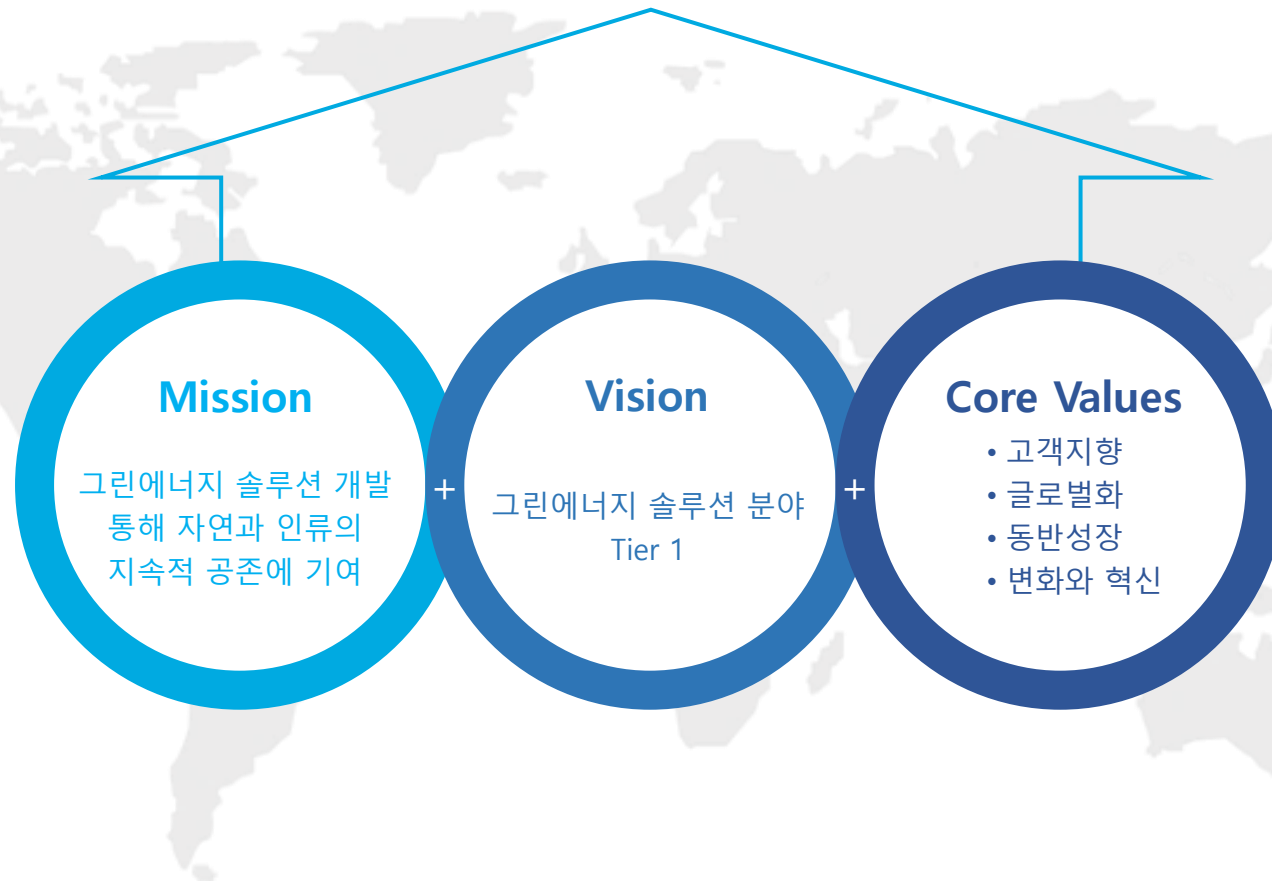 Mission
그린에너지 솔루션 개발
통해 자연과 인류의
지속적 공존에 기여
+
Vision
그린에너지 솔루션 분야
Tier 1
+
Core Values
• 고객지향
• 글로벌화
• 동반성장
• 변화와 혁신